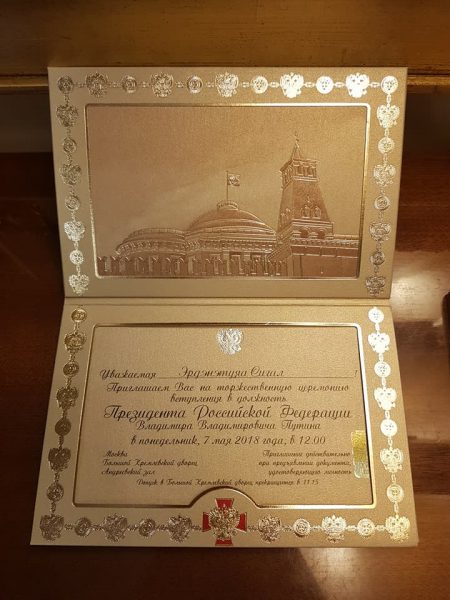 Уважаемая Эрдэнэтуяа Сигал !
Приглашаем Вас на торжественную церемонию
вступления в должность
Президента Российской Федерации
Владимира Владимировича Путина
в понедельник, 7 мая 2018 года, в 12.00
Москва
Большой Кремлевский дворец
Андреевский зал
Приглашение действительно
при предъявлении документа,
удостоверяющего личность
Доступ в Большой Кремлевский дворец прекращается в 11.15